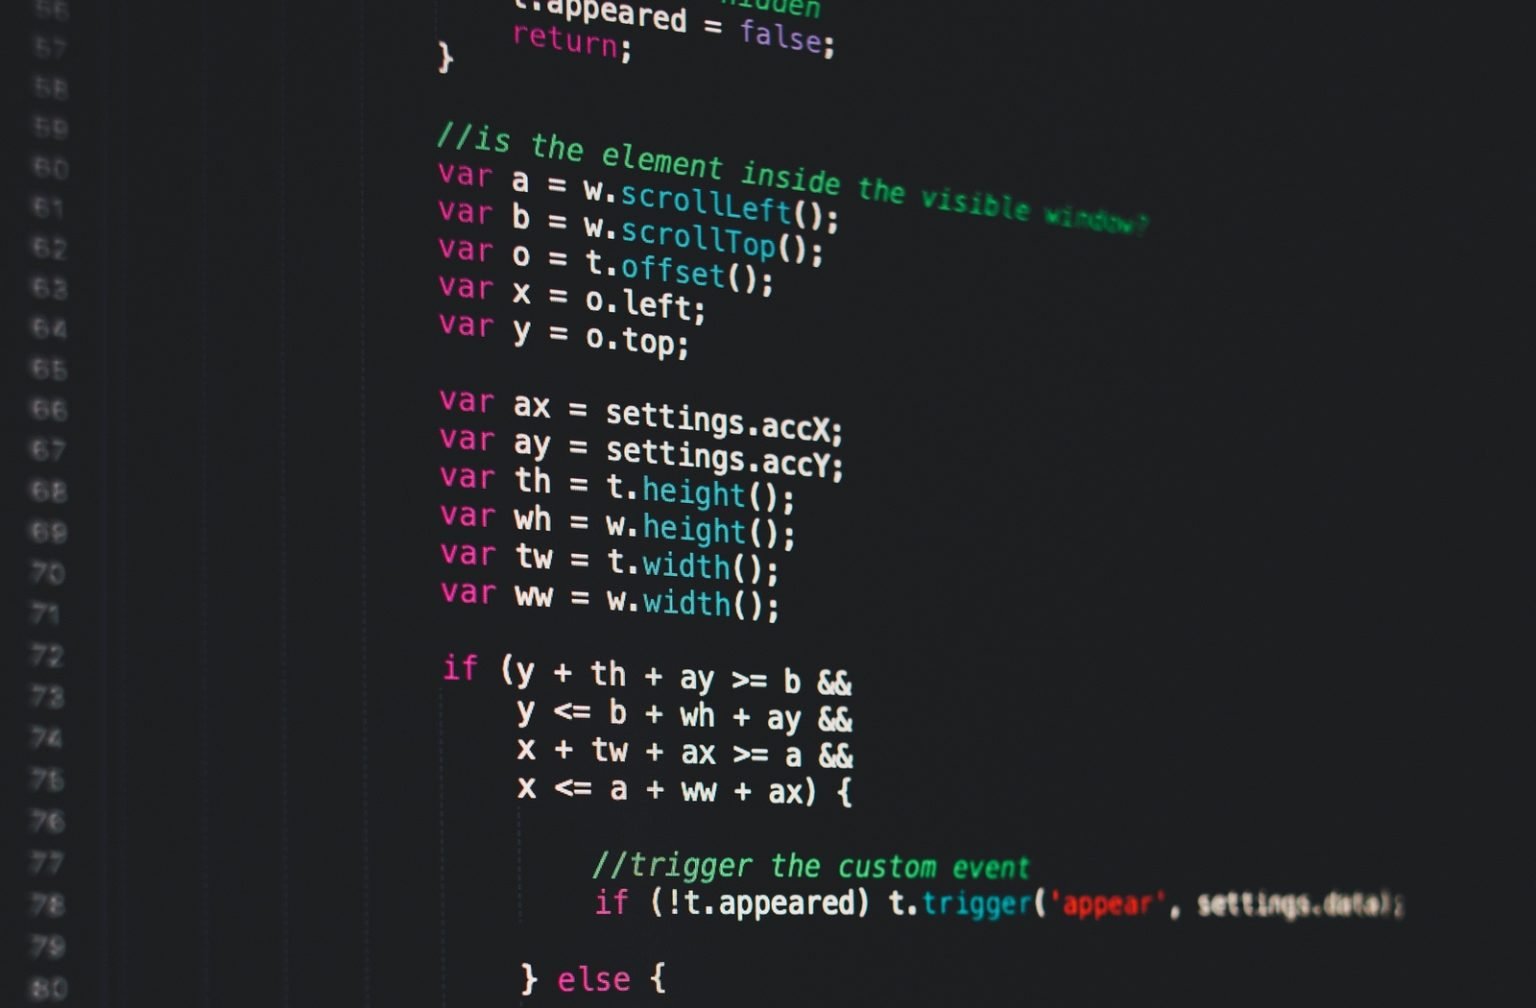 56 hidden
57 t.appeared = false;
58 return;
59 }
60
61 //is the element inside the visible window?
62 var a = w.scrollLeft();
63 var b = w.scrollTop();
64 var o = t.offset();
65 var x = o.left;
66 var y = o.top;
67
68 var ax = settings.accX;
69 var ay = settings.accY;
70 var th = t.height();
71 var wh = w.height();
72 var tw = t.width();
73 var ww = w.width();
74
75 if (y + th + ay >= b &&
76 y <= b + wh + ay &&
77 x + tw + ax >= a &&
78 x <= a + ww + ax) {
79
80 //trigger the custom event
if (!t.appeared) t.trigger('appear', settings.data);
} else {